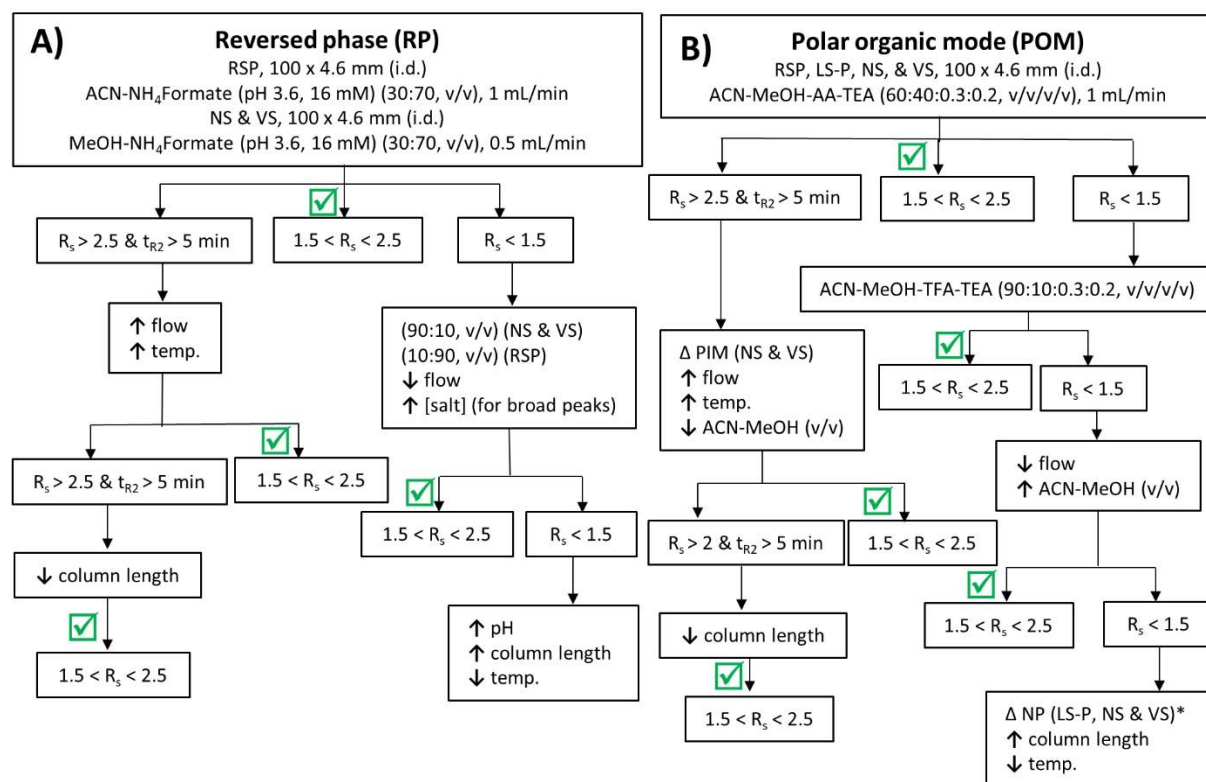 A)
Reversed phase (RP)
RSP, 100 x 4.6 mm (i.d.)
ACN-NH₄Formate (pH 3.6, 16 mM) (30:70, v/v), 1 mL/min
NS & VS, 100 x 4.6 mm (i.d.)
MeOH-NH₄Formate (pH 3.6, 16 mM) (30:70, v/v), 0.5 mL/min
Rₛ > 2.5 & t_R2 > 5 min
1.5 < Rₛ < 2.5
Rₛ < 1.5
↑ flow
↑ temp.
(90:10, v/v) (NS & VS)
(10:90, v/v) (RSP)
↓ flow
↑ [salt] (for broad peaks)
Rₛ > 2.5 & t_R2 > 5 min
1.5 < Rₛ < 2.5
1.5 < Rₛ < 2.5
Rₛ < 1.5
↓ column length
1.5 < Rₛ < 2.5
↑ pH
↑ column length
↓ temp.
B)
Polar organic mode (POM)
RSP, LS-P, NS, & VS, 100 x 4.6 mm (i.d.)
ACN-MeOH-AA-TEA (60:40:0.3:0.2, v/v/v/v), 1 mL/min
Rₛ > 2.5 & t_R2 > 5 min
1.5 < Rₛ < 2.5
Rₛ < 1.5
ACN-MeOH-TFA-TEA (90:10:0.3:0.2, v/v/v/v)
Δ PIM (NS & VS)
↑ flow
↑ temp.
↓ ACN-MeOH (v/v)
1.5 < Rₛ < 2.5
Rₛ < 1.5
↓ flow
↑ ACN-MeOH (v/v)
Rₛ > 2 & t_R2 > 5 min
1.5 < Rₛ < 2.5
↓ column length
1.5 < Rₛ < 2.5
1.5 < Rₛ < 2.5
Rₛ < 1.5
Δ NP (LS-P, NS & VS)*
↑ column length
↓ temp.